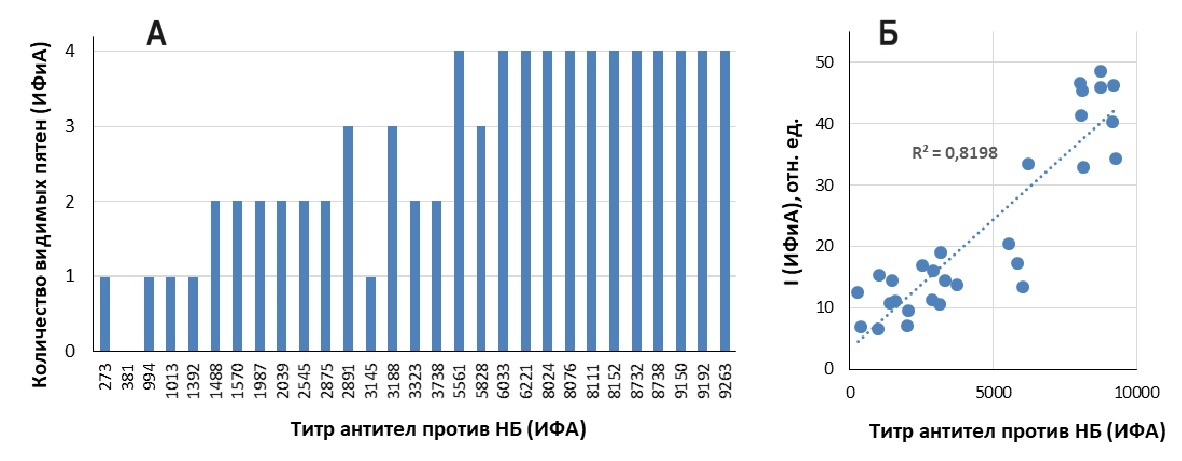 А
Количество видимых пятен (ИФиА)
4
3
2
1
0
273 381 994 1013 1392 1488 1570 1987 2039 2545 2875 2891 3145 3188 3323 3738 5561 5828 6033 6221 8024 8076 8111 8152 8732 8738 9150 9192 9263
Титр антител против НБ (ИФА)
Б
I (ИФиА), отн. ед.
50
40
R² = 0,8198
30
20
10
0
0 5000 10000
Титр антител против НБ (ИФА)